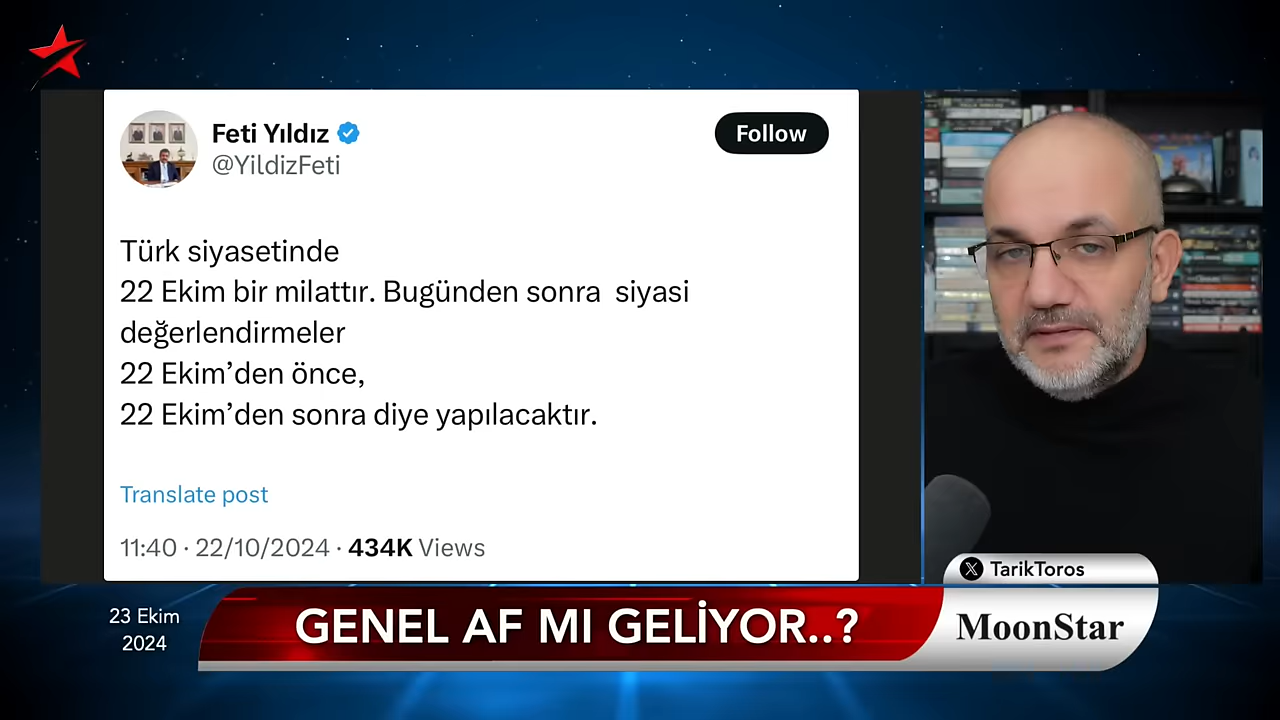 Feti Yıldız
@YildizFeti
Follow
Türk siyasetinde
22 Ekim bir milattır. Bugünden sonra siyasi
değerlendirmeler
22 Ekim’den önce,
22 Ekim’den sonra diye yapılacaktır.
Translate post
11:40 · 22/10/2024 · 434K Views
TarikToros
23 Ekim
2024
GENEL AF MI GELİYOR..?
MoonStar